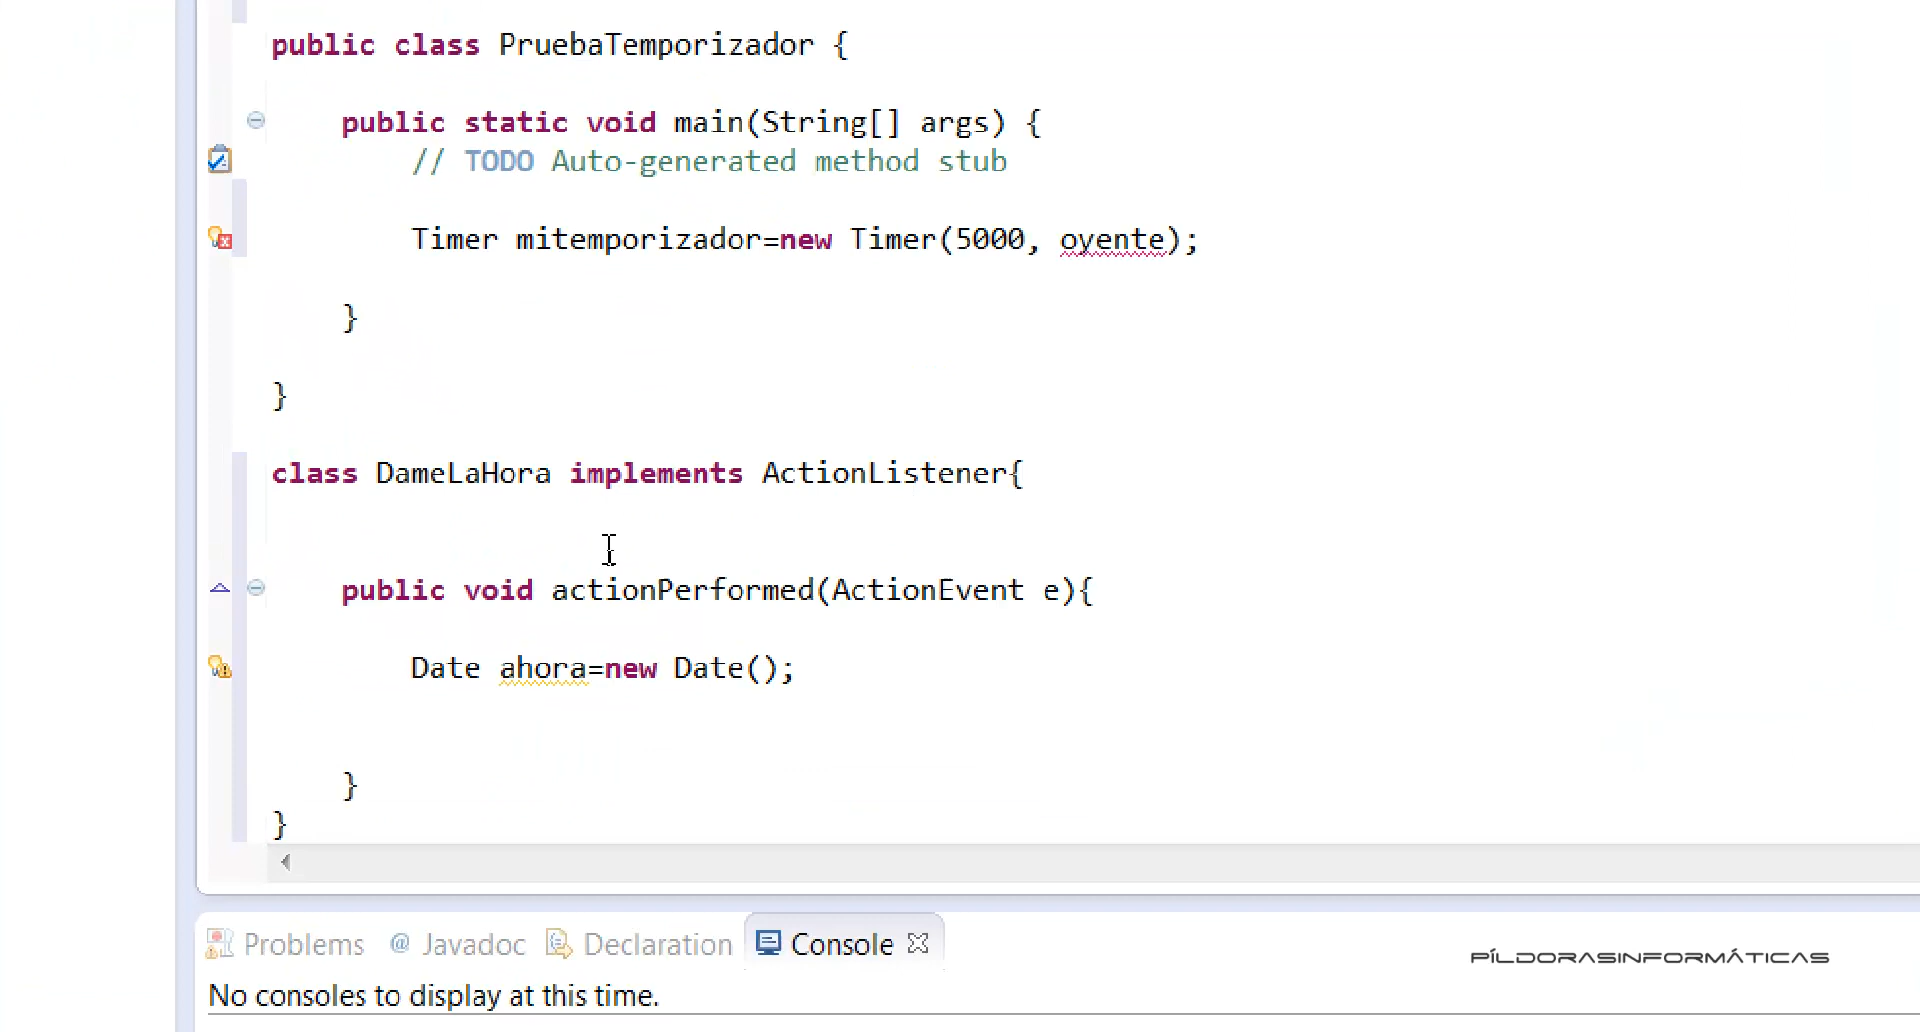 public class PruebaTemporizador {
public static void main(String[] args) {
// TODO Auto-generated method stub
Timer mitemporizador=new Timer(5000, oyente);
}
}
class DameLaHora implements ActionListener{
public void actionPerformed(ActionEvent e){
Date ahora=new Date();
}
}
Problems @ Javadoc Declaration Console
PÍLDORASINFORMÁTICAS
No consoles to display at this time.